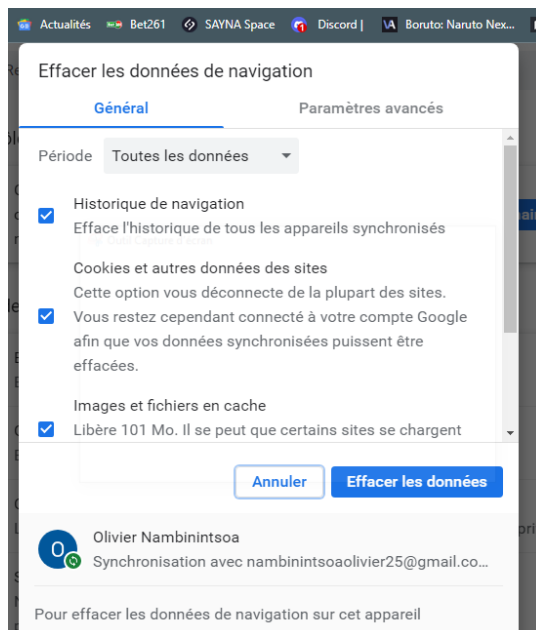 Actualités Bet261 SAYNA Space Discord | Boruto: Naruto Nex...
Effacer les données de navigation
Général Paramètres avancés
Période Toutes les données
Historique de navigation
Efface l'historique de tous les appareils synchronisés
Cookies et autres données des sites
Cette option vous déconnecte de la plupart des sites.
Vous restez cependant connecté à votre compte Google
afin que vos données synchronisées puissent être
effacées.
Images et fichiers en cache
Libère 101 Mo. Il se peut que certains sites se chargent
Annuler Effacer les données
O Olivier Nambinintsoa
Synchronisation avec nambinintsoaolivier25@gmail.co...
Pour effacer les données de navigation sur cet appareil